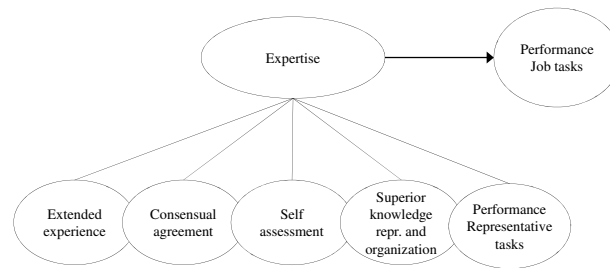 Expertise
Performance
Job tasks
Extended
experience
Consensual
agreement
Self
assessment
Superior
knowledge
repr. and
organization
Performance
Representative
tasks